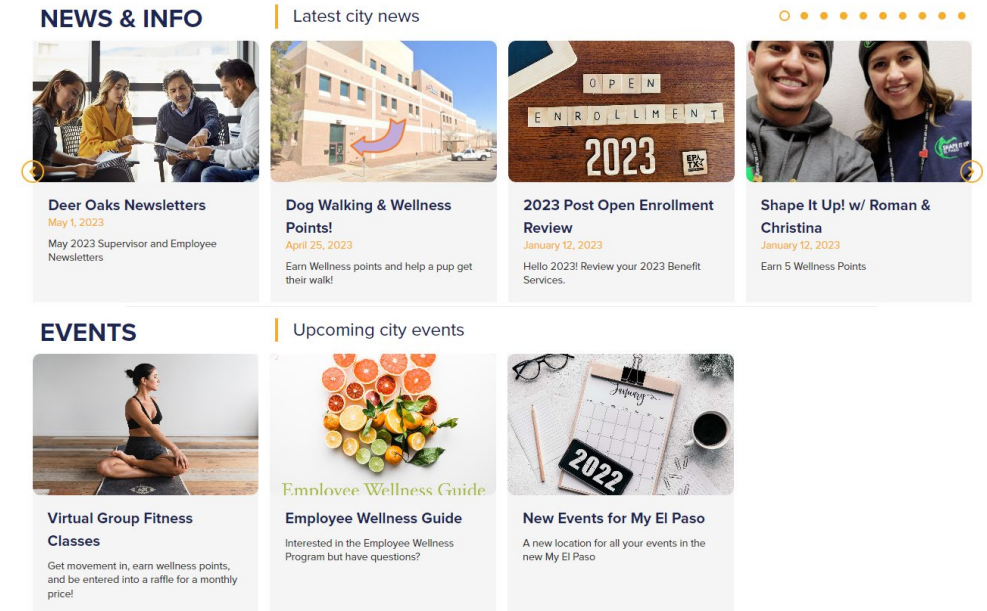 NEWS & INFO
Latest city news
OPEN
ENROLLMENT
2023
EP
TX
SHAPE IT UP
Deer Oaks Newsletters
May 1, 2023
May 2023 Supervisor and Employee
Newsletters
Dog Walking & Wellness
Points!
April 25, 2023
Earn Wellness points and help a pup get
their walk!
2023 Post Open Enrollment
Review
January 12, 2023
Hello 2023! Review your 2023 Benefit
Services.
Shape It Up! w/ Roman &
Christina
January 12, 2023
Earn 5 Wellness Points
EVENTS
Upcoming city events
Employee Wellness Guide
January
2022
Virtual Group Fitness
Classes
Get movement in, earn wellness points,
and be entered into a raffle for a monthly
price!
Employee Wellness Guide
Interested in the Employee Wellness
Program but have questions?
New Events for My El Paso
A new location for all your events in the
new My El Paso